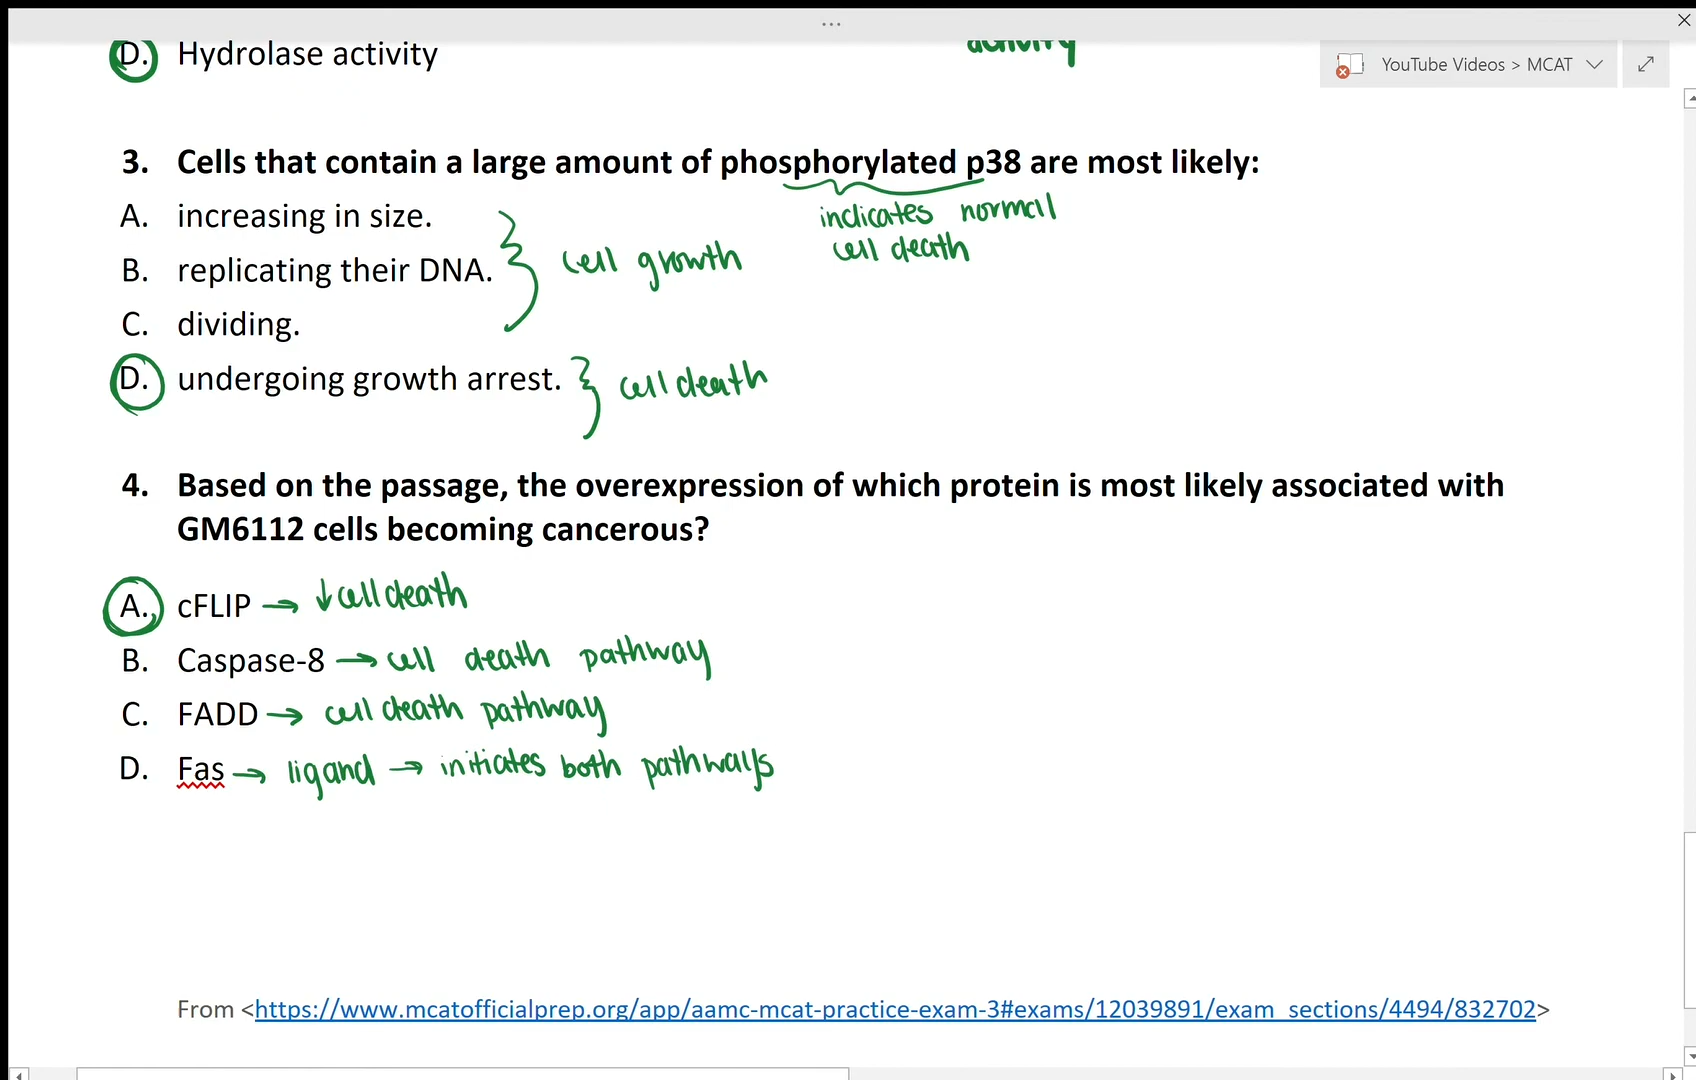 D. Hydrolase activity
activity
YouTube Videos > MCAT
3. Cells that contain a large amount of phosphorylated p38 are most likely:
indicates normal
cell death
A. increasing in size.
B. replicating their DNA.
C. dividing.
cell growth
D. undergoing growth arrest.
cell death
4. Based on the passage, the overexpression of which protein is most likely associated with
GM6112 cells becoming cancerous?
A. cFLIP → ↓ cell death
B. Caspase-8 → cell death pathway
C. FADD → cell death pathway
D. Fas → ligand → initiates both pathways
From <https://www.mcatofficialprep.org/app/aamc-mcat-practice-exam-3#exams/12039891/exam_sections/4494/832702>